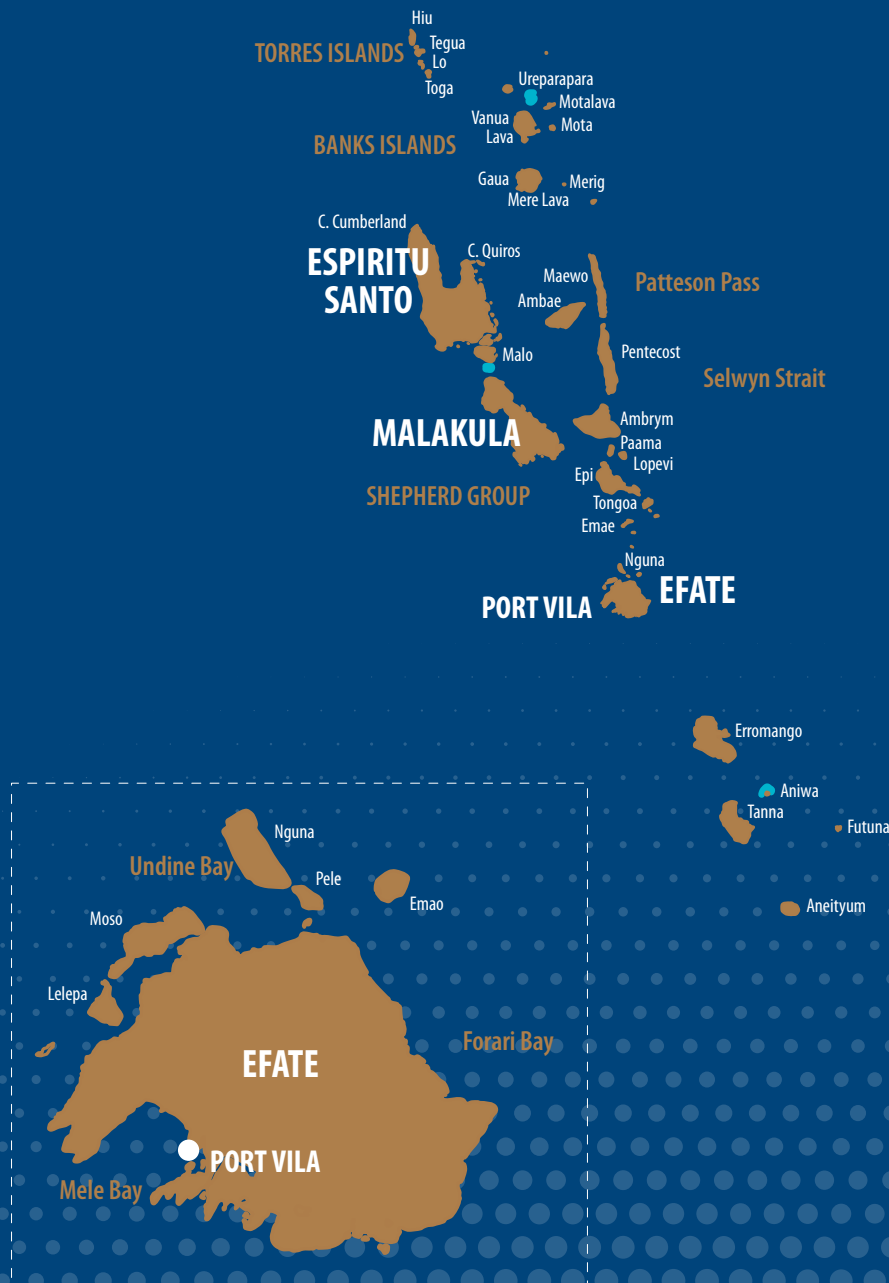 Hiu
Tegua
TORRES ISLANDS
Lo
Toga
Ureparapara
Motalava
Vanua
Lava
Mota
BANKS ISLANDS
Gaua
Merig
Mere Lava
C. Cumberland
C. Quiros
ESPIRITU
SANTO
Maewo
Patteson Pass
Ambae
Malo
Pentecost
Selwyn Strait
MALAKULA
Ambrym
Paama
Lopevi
Epi
SHEPHERD GROUP
Tongoa
Emae
Nguna
EFATE
PORT VILA
Erromango
Aniwa
Tanna
Futuna
Aneityum
Nguna
Undine Bay
Pele
Emao
Moso
Lelepa
Forari Bay
EFATE
PORT VILA
Mele Bay